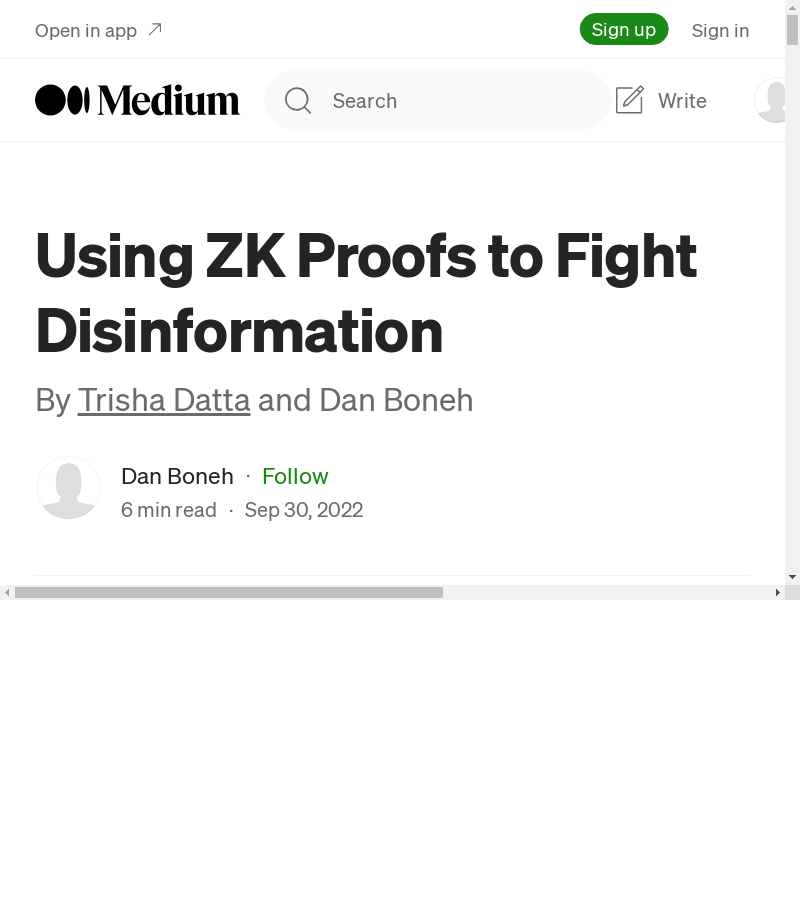 Open in app
Sign up
Sign in
Medium
Search
Write
Using ZK Proofs to Fight
Disinformation
By Trisha Datta and Dan Boneh
Dan Boneh · Follow
6 min read · Sep 30, 2022